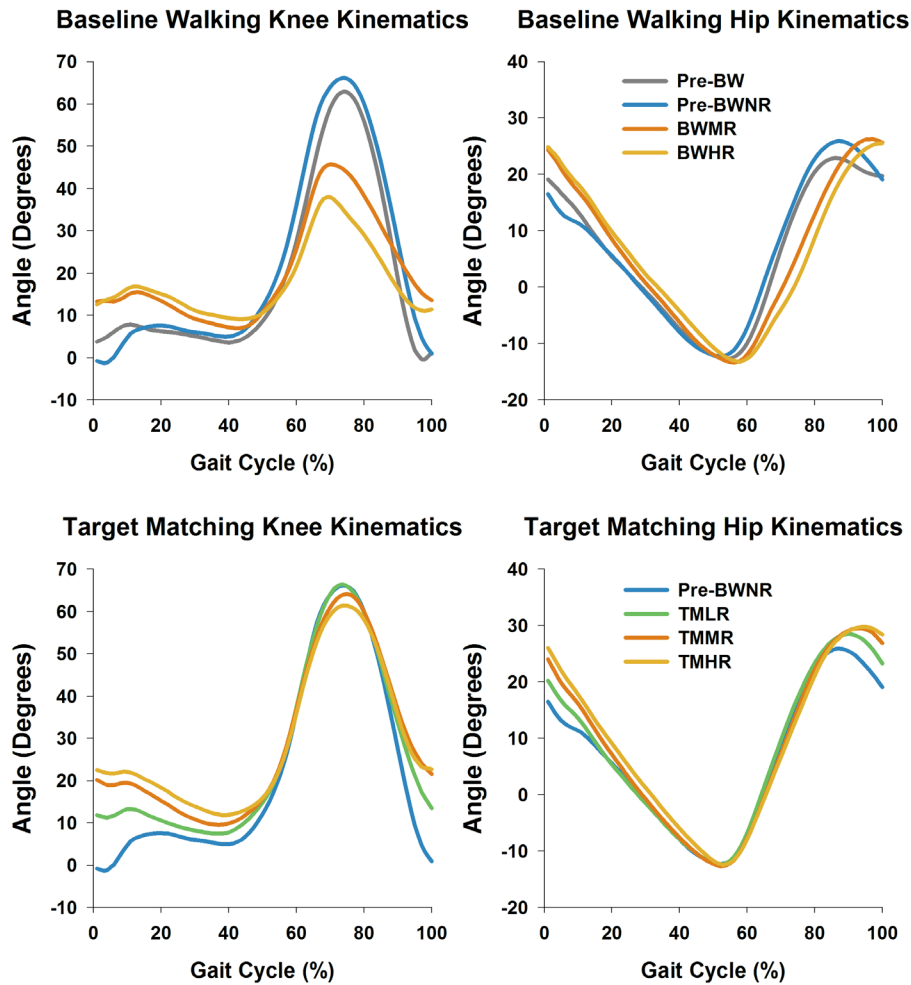 Baseline Walking Knee Kinematics
Angle (Degrees)
70
60
50
40
30
20
10
0
-10
0 20 40 60 80 100
Gait Cycle (%)
Baseline Walking Hip Kinematics
Angle (Degrees)
40
30
20
10
0
-10
-20
Pre-BW
Pre-BWNR
BWMR
BWHR
0 20 40 60 80 100
Gait Cycle (%)
Target Matching Knee Kinematics
Angle (Degrees)
70
60
50
40
30
20
10
0
-10
0 20 40 60 80 100
Gait Cycle (%)
Target Matching Hip Kinematics
Angle (Degrees)
40
30
20
10
0
-10
-20
Pre-BWNR
TMLR
TMMR
TMHR
0 20 40 60 80 100
Gait Cycle (%)